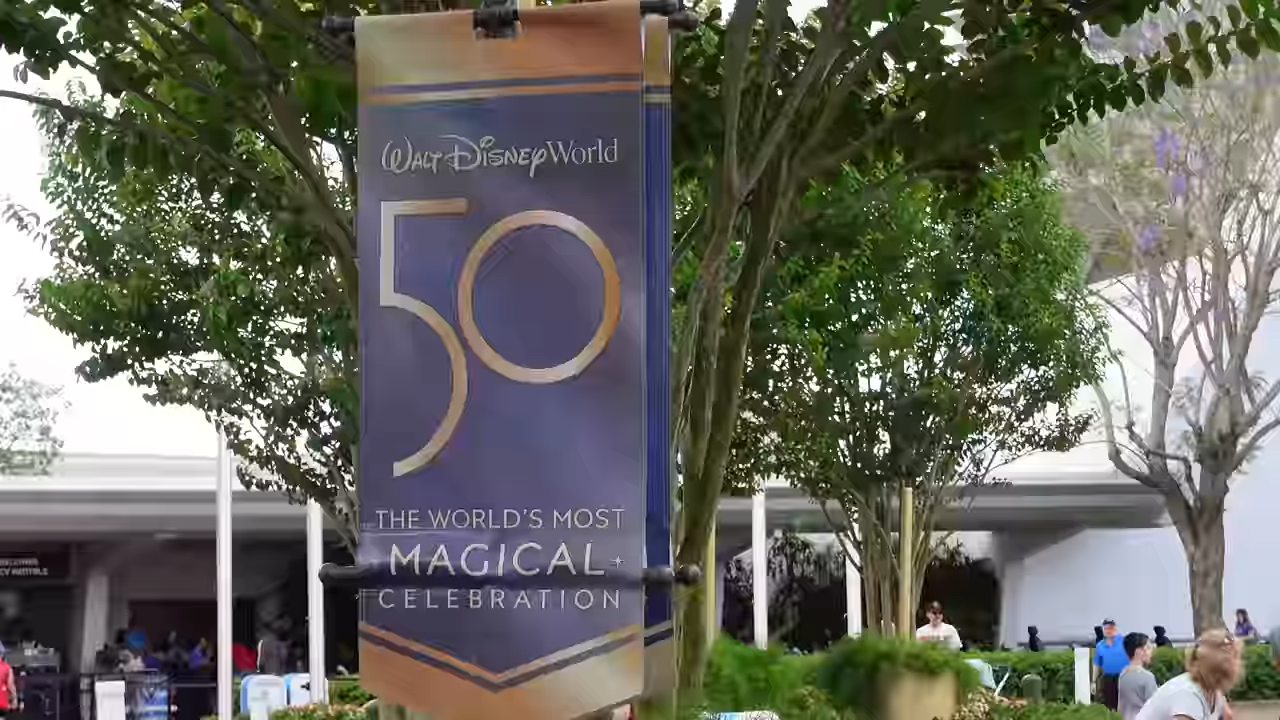 Walt Disney World
50
THE WORLD'S MOST
MAGICAL
CELEBRATION